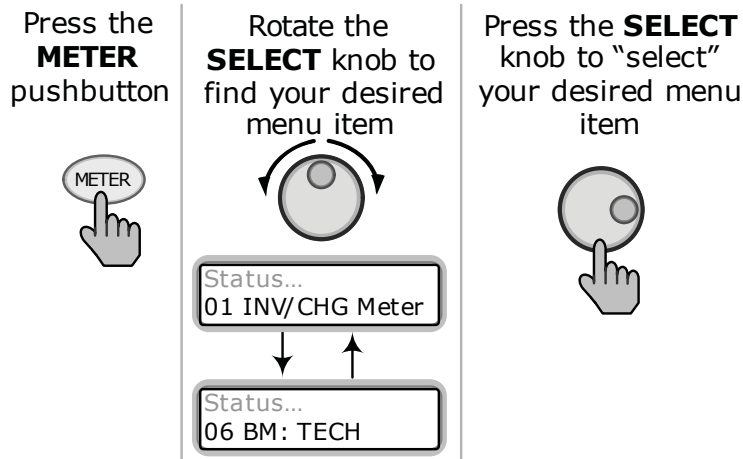 Press the
METER
pushbutton
METER
Rotate the
SELECT knob to
find your desired
menu item
Status...
01 INV/CHG Meter
Status...
06 BM: TECH
Press the SELECT
knob to “select”
your desired menu
item